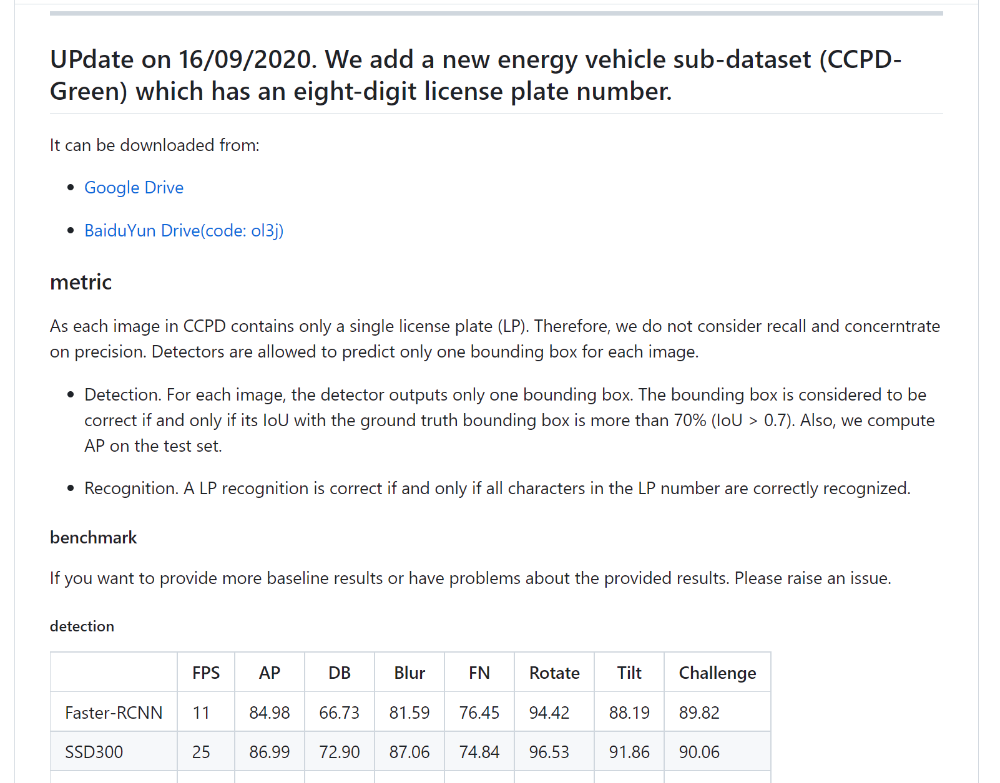 UPdate on 16/09/2020. We add a new energy vehicle sub-dataset (CCPD-
Green) which has an eight-digit license plate number.
It can be downloaded from:
• Google Drive
• BaiduYun Drive(code: ol3j)
metric
As each image in CCPD contains only a single license plate (LP). Therefore, we do not consider recall and concerntrate
on precision. Detectors are allowed to predict only one bounding box for each image.
• Detection. For each image, the detector outputs only one bounding box. The bounding box is considered to be
correct if and only if its IoU with the ground truth bounding box is more than 70% (IoU > 0.7). Also, we compute
AP on the test set.
• Recognition. A LP recognition is correct if and only if all characters in the LP number are correctly recognized.
benchmark
If you want to provide more baseline results or have problems about the provided results. Please raise an issue.
detection
FPS AP DB Blur FN Rotate Tilt Challenge
Faster-RCNN 11 84.98 66.73 81.59 76.45 94.42 88.19 89.82
SSD300 25 86.99 72.90 87.06 74.84 96.53 91.86 90.06